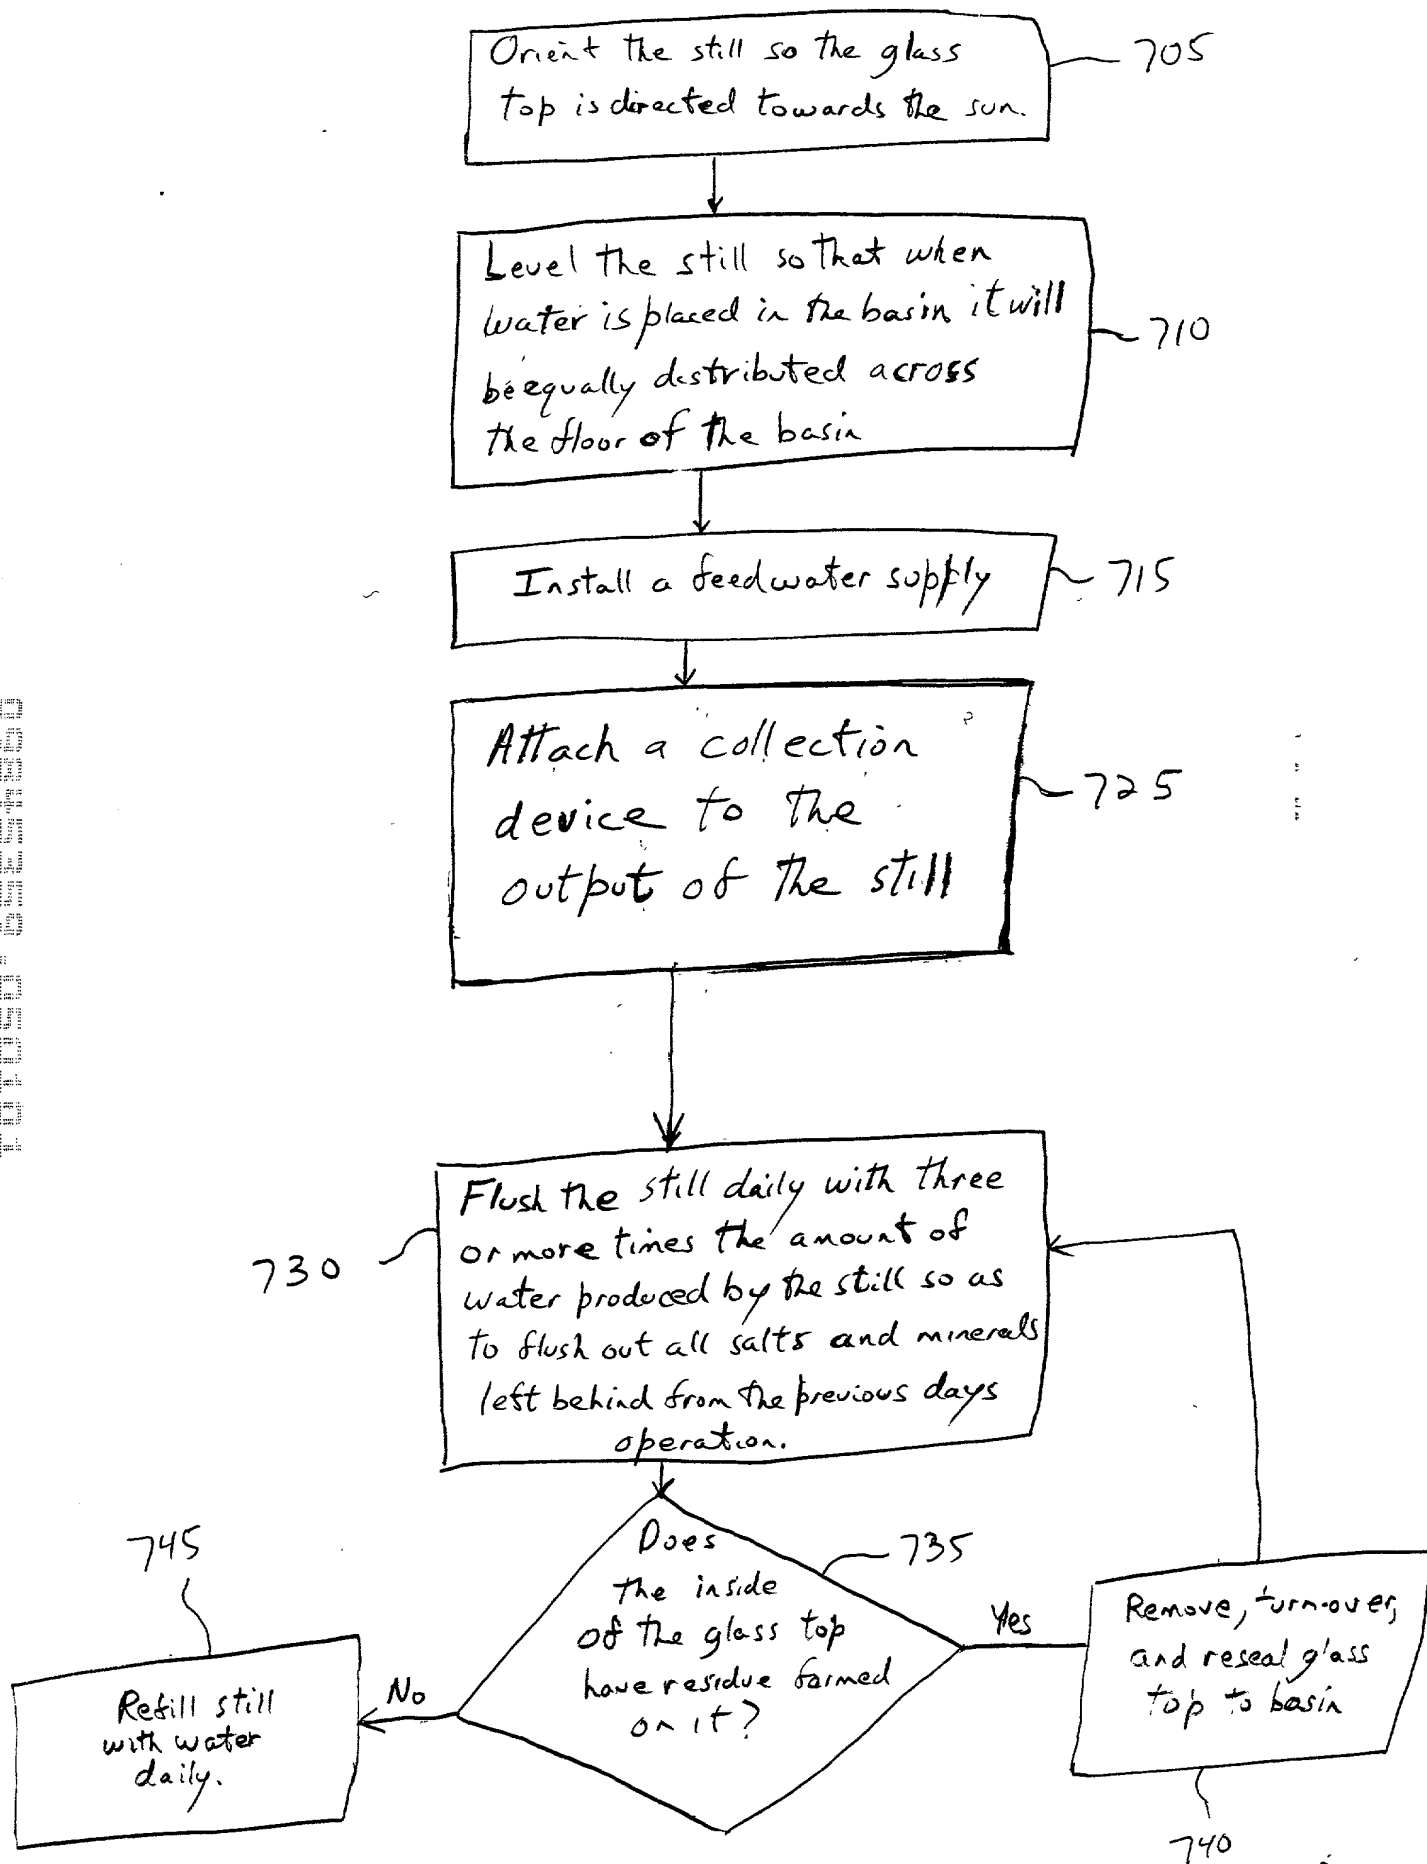 Orient the still so the glass
top is directed towards the sun.
705
Level the still so that when
water is placed in the basin it will
be equally distributed across
the floor of the basin
710
Install a feedwater supply
715
Attach a collection
device to the
output of the still
725
Flush the still daily with three
or more times the amount of
water produced by the still so as
to flush out all salts and minerals
left behind from the previous days
operation.
730
Does
the inside
of the glass top
have residue formed
on it?
735
Yes
Remove, turn-over,
and reseal glass
top to basin
740
No
745
Refill still
with water
daily.